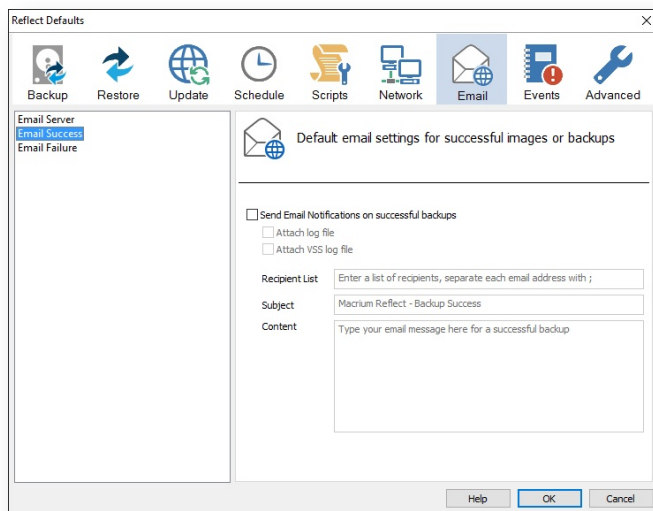 Reflect Defaults
Backup
Restore
Update
Schedule
Scripts
Network
Email
Events
Advanced
Email Server
Email Success
Email Failure
Default email settings for successful images or backups
Send Email Notifications on successful backups
Attach log file
Attach VSS log file
Recipient List
Enter a list of recipients, separate each email address with ;
Subject
Macrium Reflect - Backup Success
Content
Type your email message here for a successful backup
Help
OK
Cancel